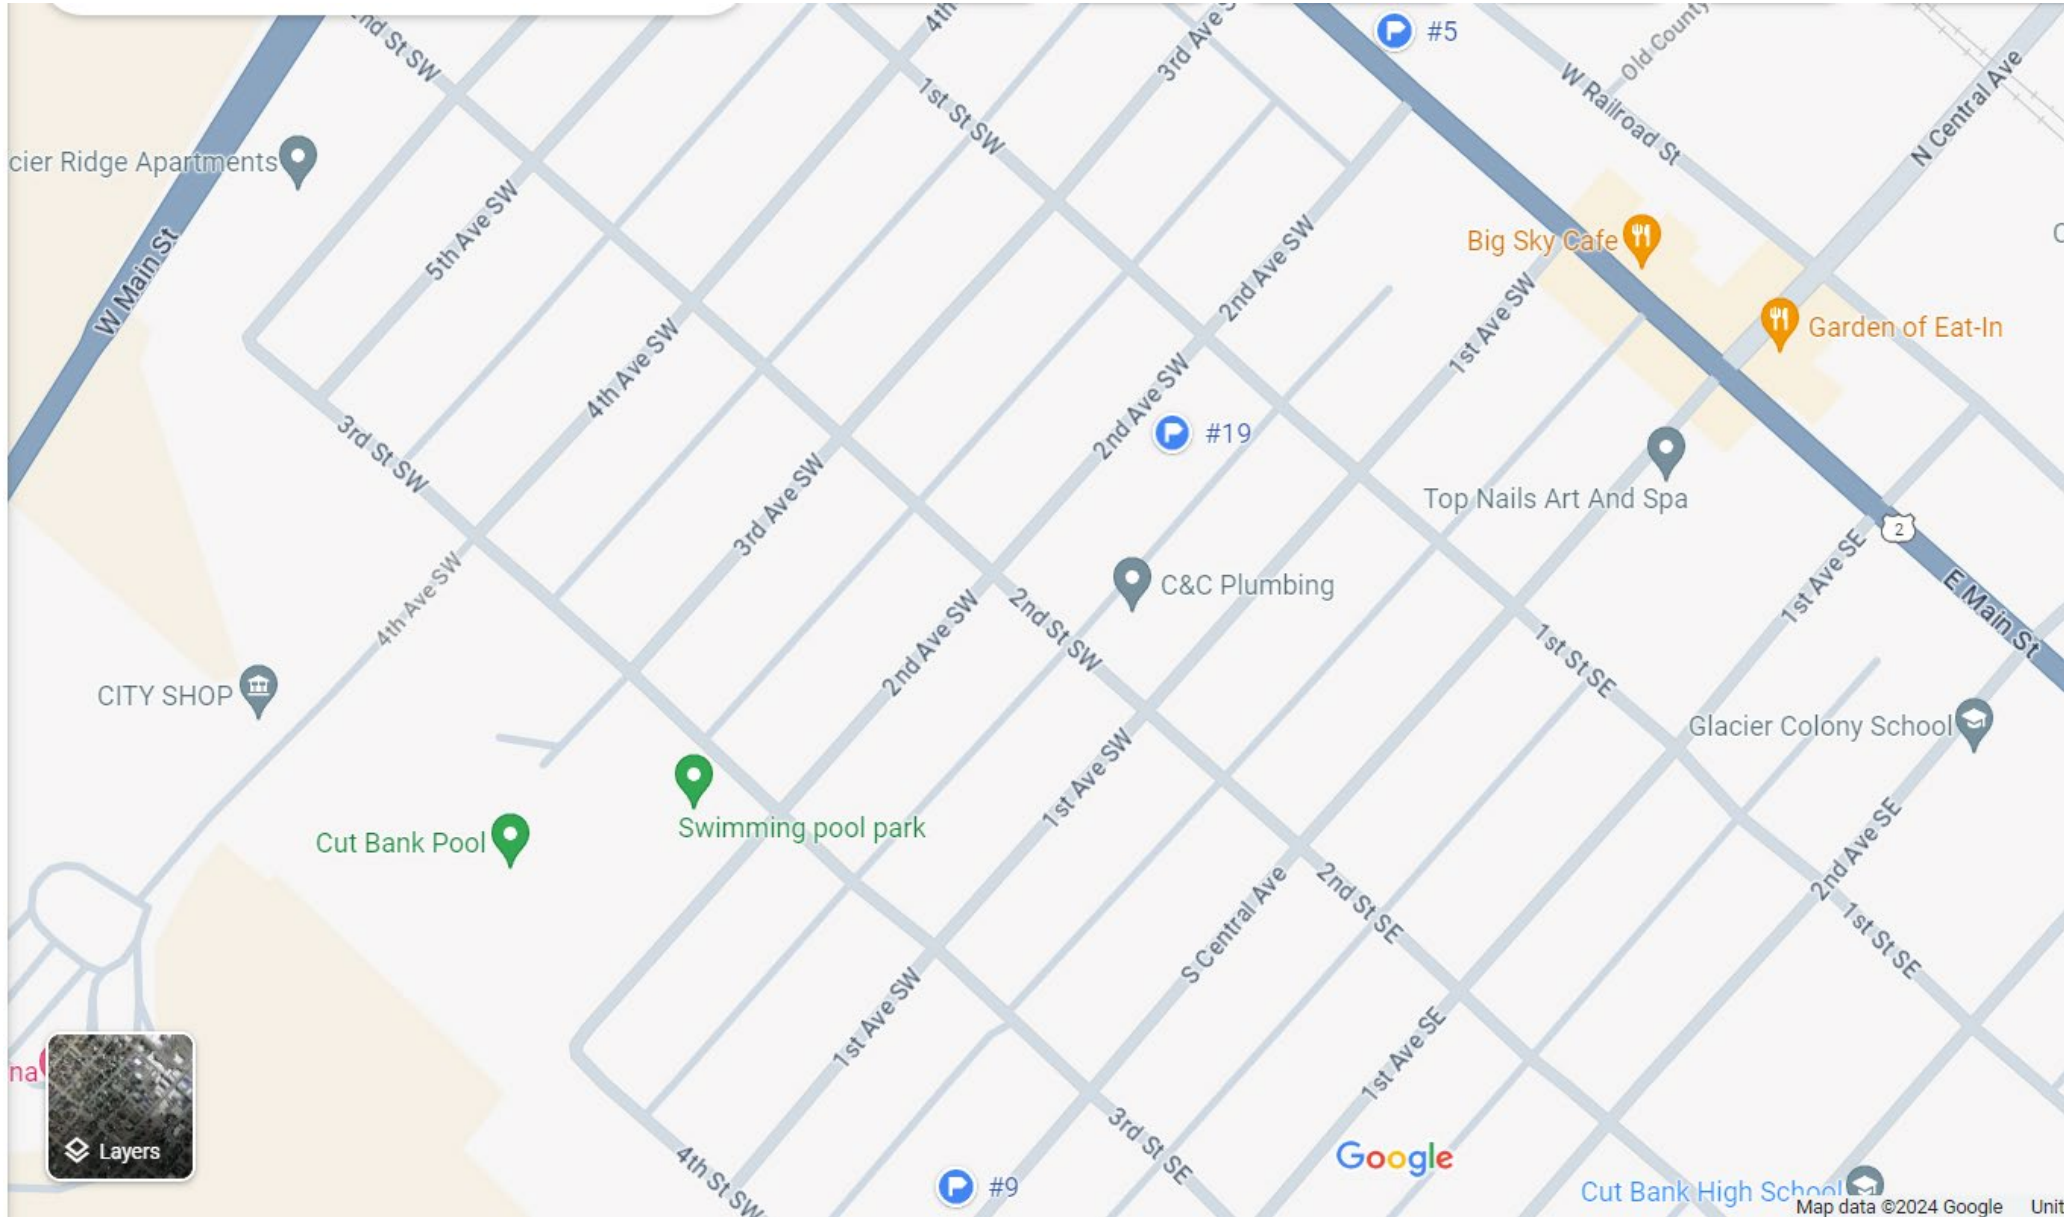 nd St SW
4th
3rd Ave S
#5
Old County
W Railroad St
N Central Ave
1st St SW
cier Ridge Apartments
5th Ave SW
W Main St
2nd Ave SW
Big Sky Cafe
1st Ave SW
Garden of Eat-In
4th Ave SW
2nd Ave SW
#19
3rd St SW
3rd Ave SW
Top Nails Art And Spa
2
1st Ave SE
E Main St
4th Ave SW
C&C Plumbing
2nd Ave SW
2nd St SW
1st St SE
CITY SHOP
Glacier Colony School
1st Ave SW
Swimming pool park
Cut Bank Pool
2nd Ave SE
S Central Ave
2nd St SE
1st St SE
1st Ave SW
1st Ave SE
na
Layers
3rd St SE
4th St SW
Google
#9
Cut Bank High School
Map data ©2024 Google
Unit